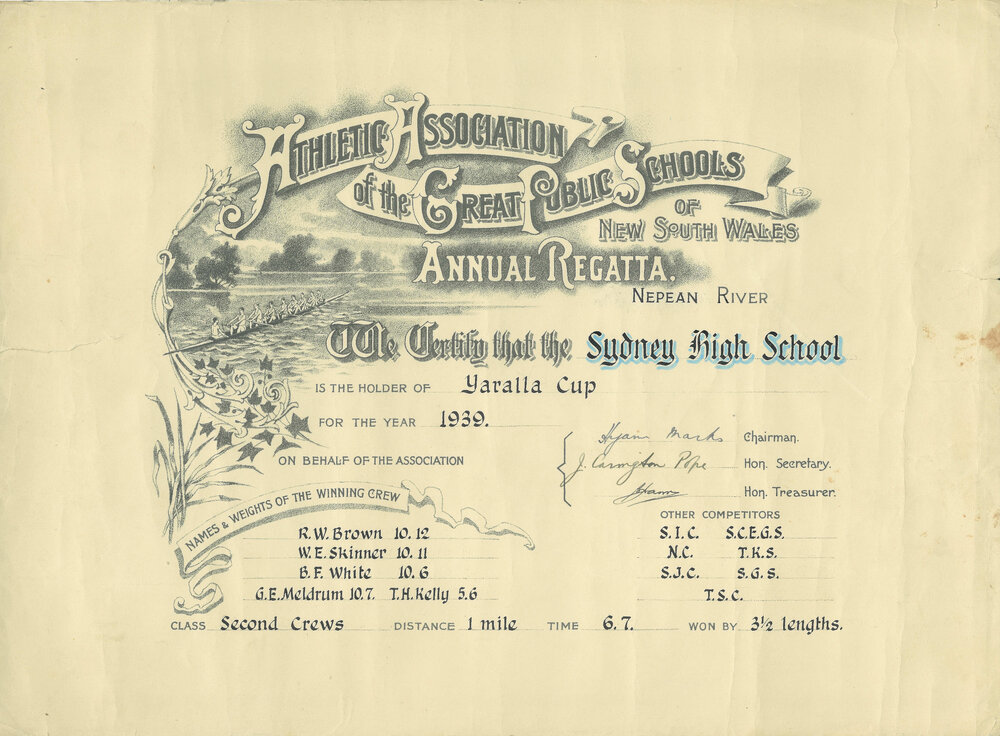 ATHLETIC ASSOCIATION
of the GREAT PUBLIC SCHOOLS
OF
NEW SOUTH WALES
ANNUAL REGATTA.
NEPEAN RIVER
We Certify that the Sydney High School
IS THE HOLDER OF Yaralla Cup
FOR THE YEAR 1939.
ON BEHALF OF THE ASSOCIATION
Hyam Marks Chairman.
J. Carington Pope Hon. Secretary.
Hon. Treasurer.
NAMES & WEIGHTS OF THE WINNING CREW
R.W. Brown 10. 12
W.E. Skinner 10. 11
B.F. White 10. 6
G.E. Meldrum 10.7. T.H. Kelly 5.6
OTHER COMPETITORS
S.I.C. S.C.E.G.S.
N.C. T.K.S.
S.J.C. S.G.S.
T.S.C.
CLASS Second Crews DISTANCE 1 mile TIME 6.7. WON BY 3½ lengths.